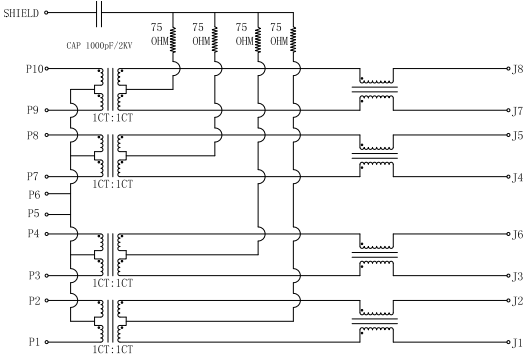 SHIELD
75 75 75 75
OHM OHM OHM OHM
CAP 1000pF/2KV
P10 J8
P9 J7
1CT:1CT
P8 J5
P7 J4
1CT:1CT
P6
P5
P4 J6
P3 J3
1CT:1CT
P2 J2
P1 J1
1CT:1CT